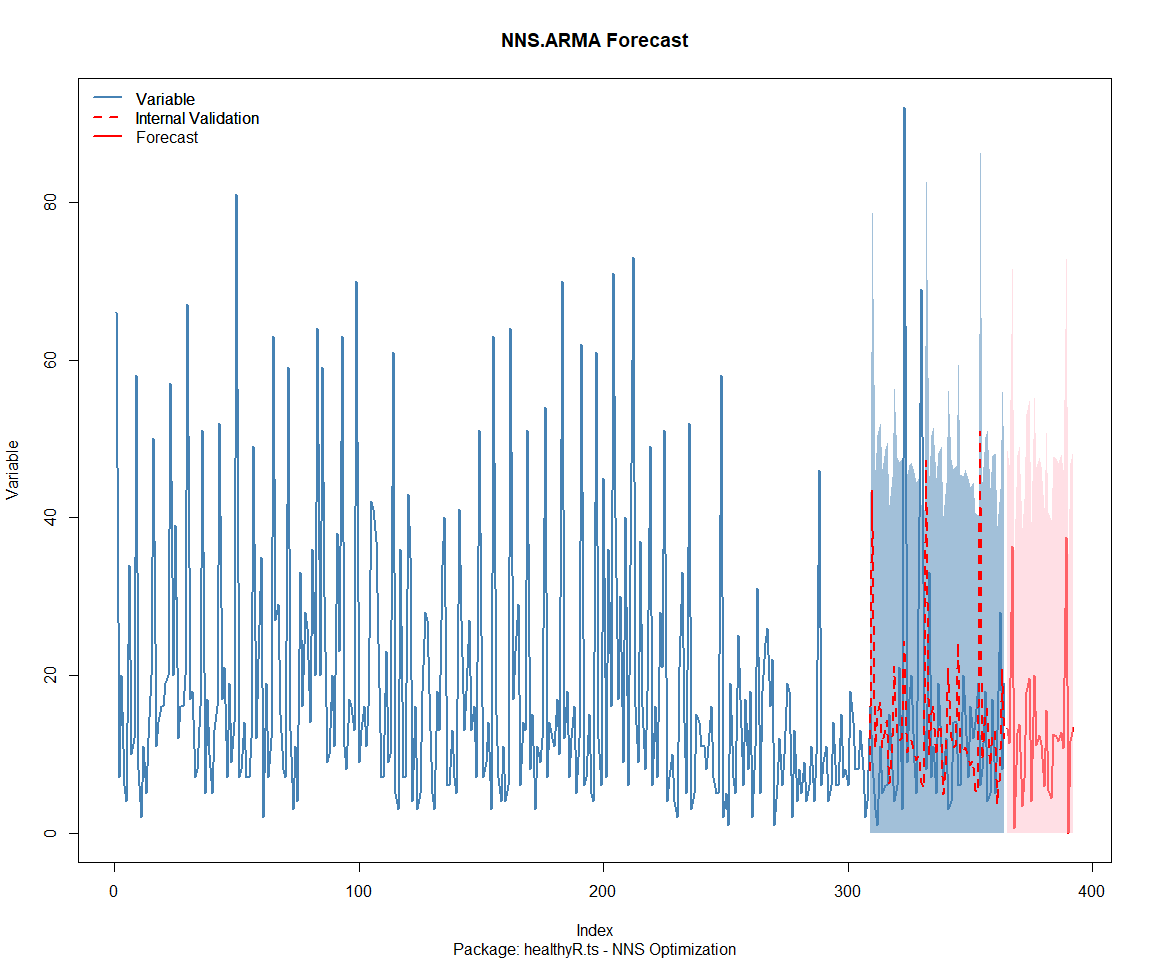 NNS.ARMA Forecast
Variable
Internal Validation
Forecast
Variable
80
60
40
20
0
0 100 200 300 400
Index
Package: healthyR.ts - NNS Optimization